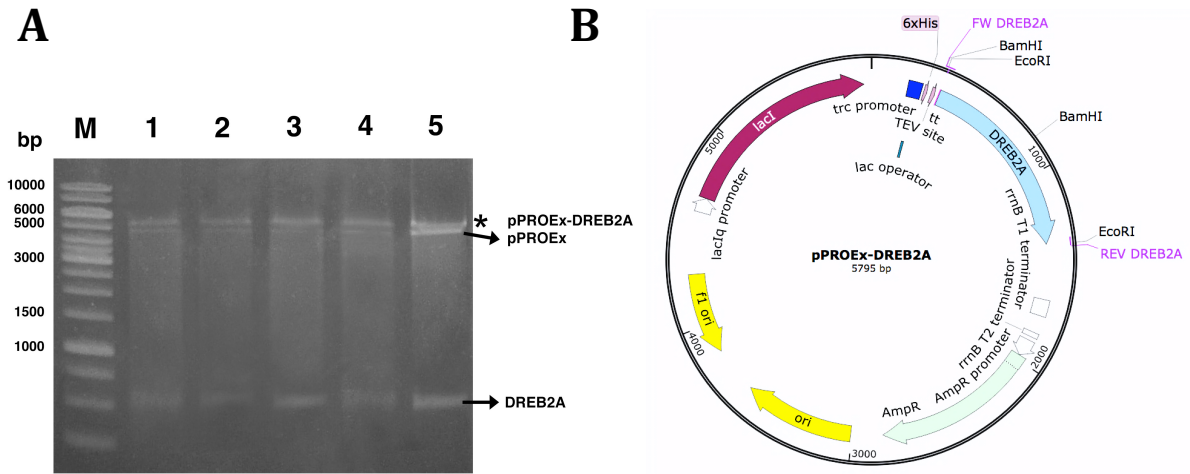 A
bp
M
1
2
3
4
5
10000
6000
5000
3000
1500
1000
*
pPROEx-DREB2A
pPROEx
DREB2A
B
6xHis
FW DREB2A
BamHI
EcoRI
trc promoter
tt
TEV site
lac operator
lacI
5000
lacIq promoter
DREB2A
BamHI
1000
rrnB T1 terminator
EcoRI
REV DREB2A
pPROEx-DREB2A
5795 bp
rrnB T2 terminator
AmpR promoter
2000
AmpR
f1 ori
4000
ori
3000